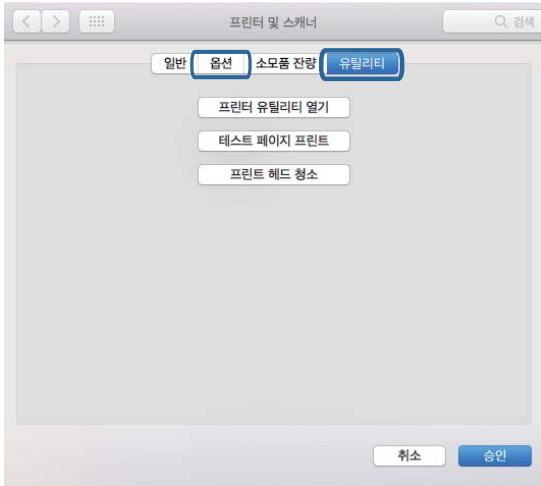 프린터 및 스캐너
검색
일반 옵션 소모품 잔량 유틸리티
프린터 유틸리티 열기
테스트 페이지 프린트
프린트 헤드 청소
취소 승인